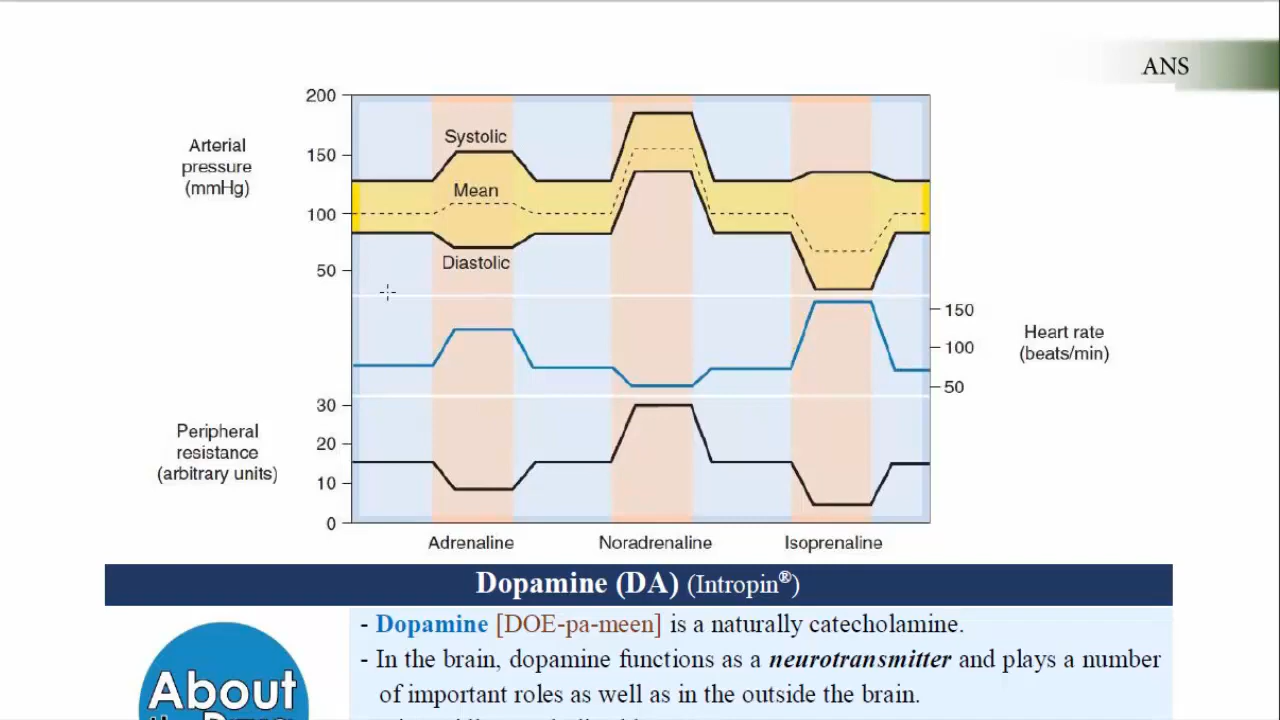 ANS
200
Arterial
pressure
(mmHg)
150
100
50
Systolic
Mean
Diastolic
150
100
50
Heart rate
(beats/min)
Peripheral
resistance
(arbitrary units)
30
20
10
0
Adrenaline Noradrenaline Isoprenaline
Dopamine (DA) (Intropin®)
About
- Dopamine [DOE-pa-meen] is a naturally catecholamine.
- In the brain, dopamine functions as a neurotransmitter and plays a number
of important roles as well as in the outside the brain.